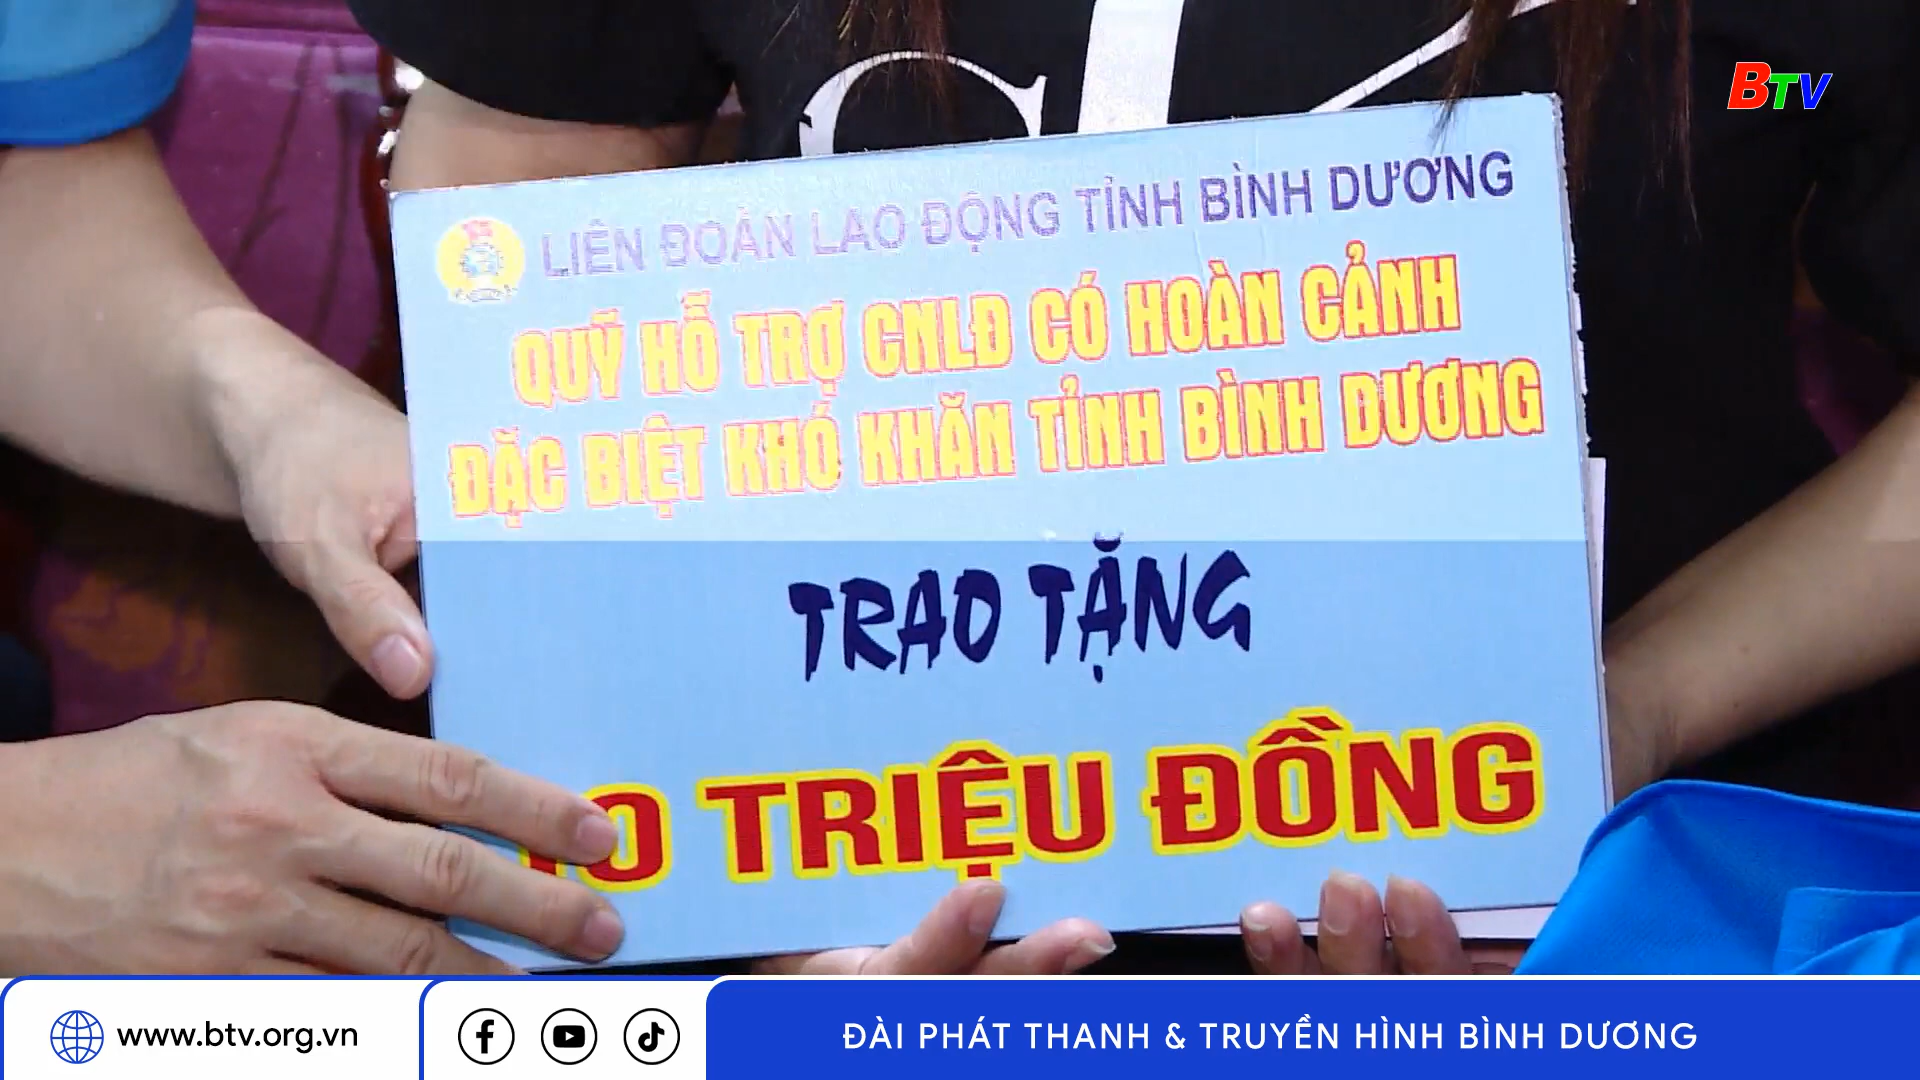 BTV
LIÊN ĐOÀN LAO ĐỘNG TỈNH BÌNH DƯƠNG
QUỸ HỖ TRỢ CNLĐ CÓ HOÀN CẢNH
ĐẶC BIỆT KHÓ KHĂN TỈNH BÌNH DƯƠNG
TRAO TẶNG
10 TRIỆU ĐỒNG
www.btv.org.vn
ĐÀI PHÁT THANH & TRUYỀN HÌNH BÌNH DƯƠNG